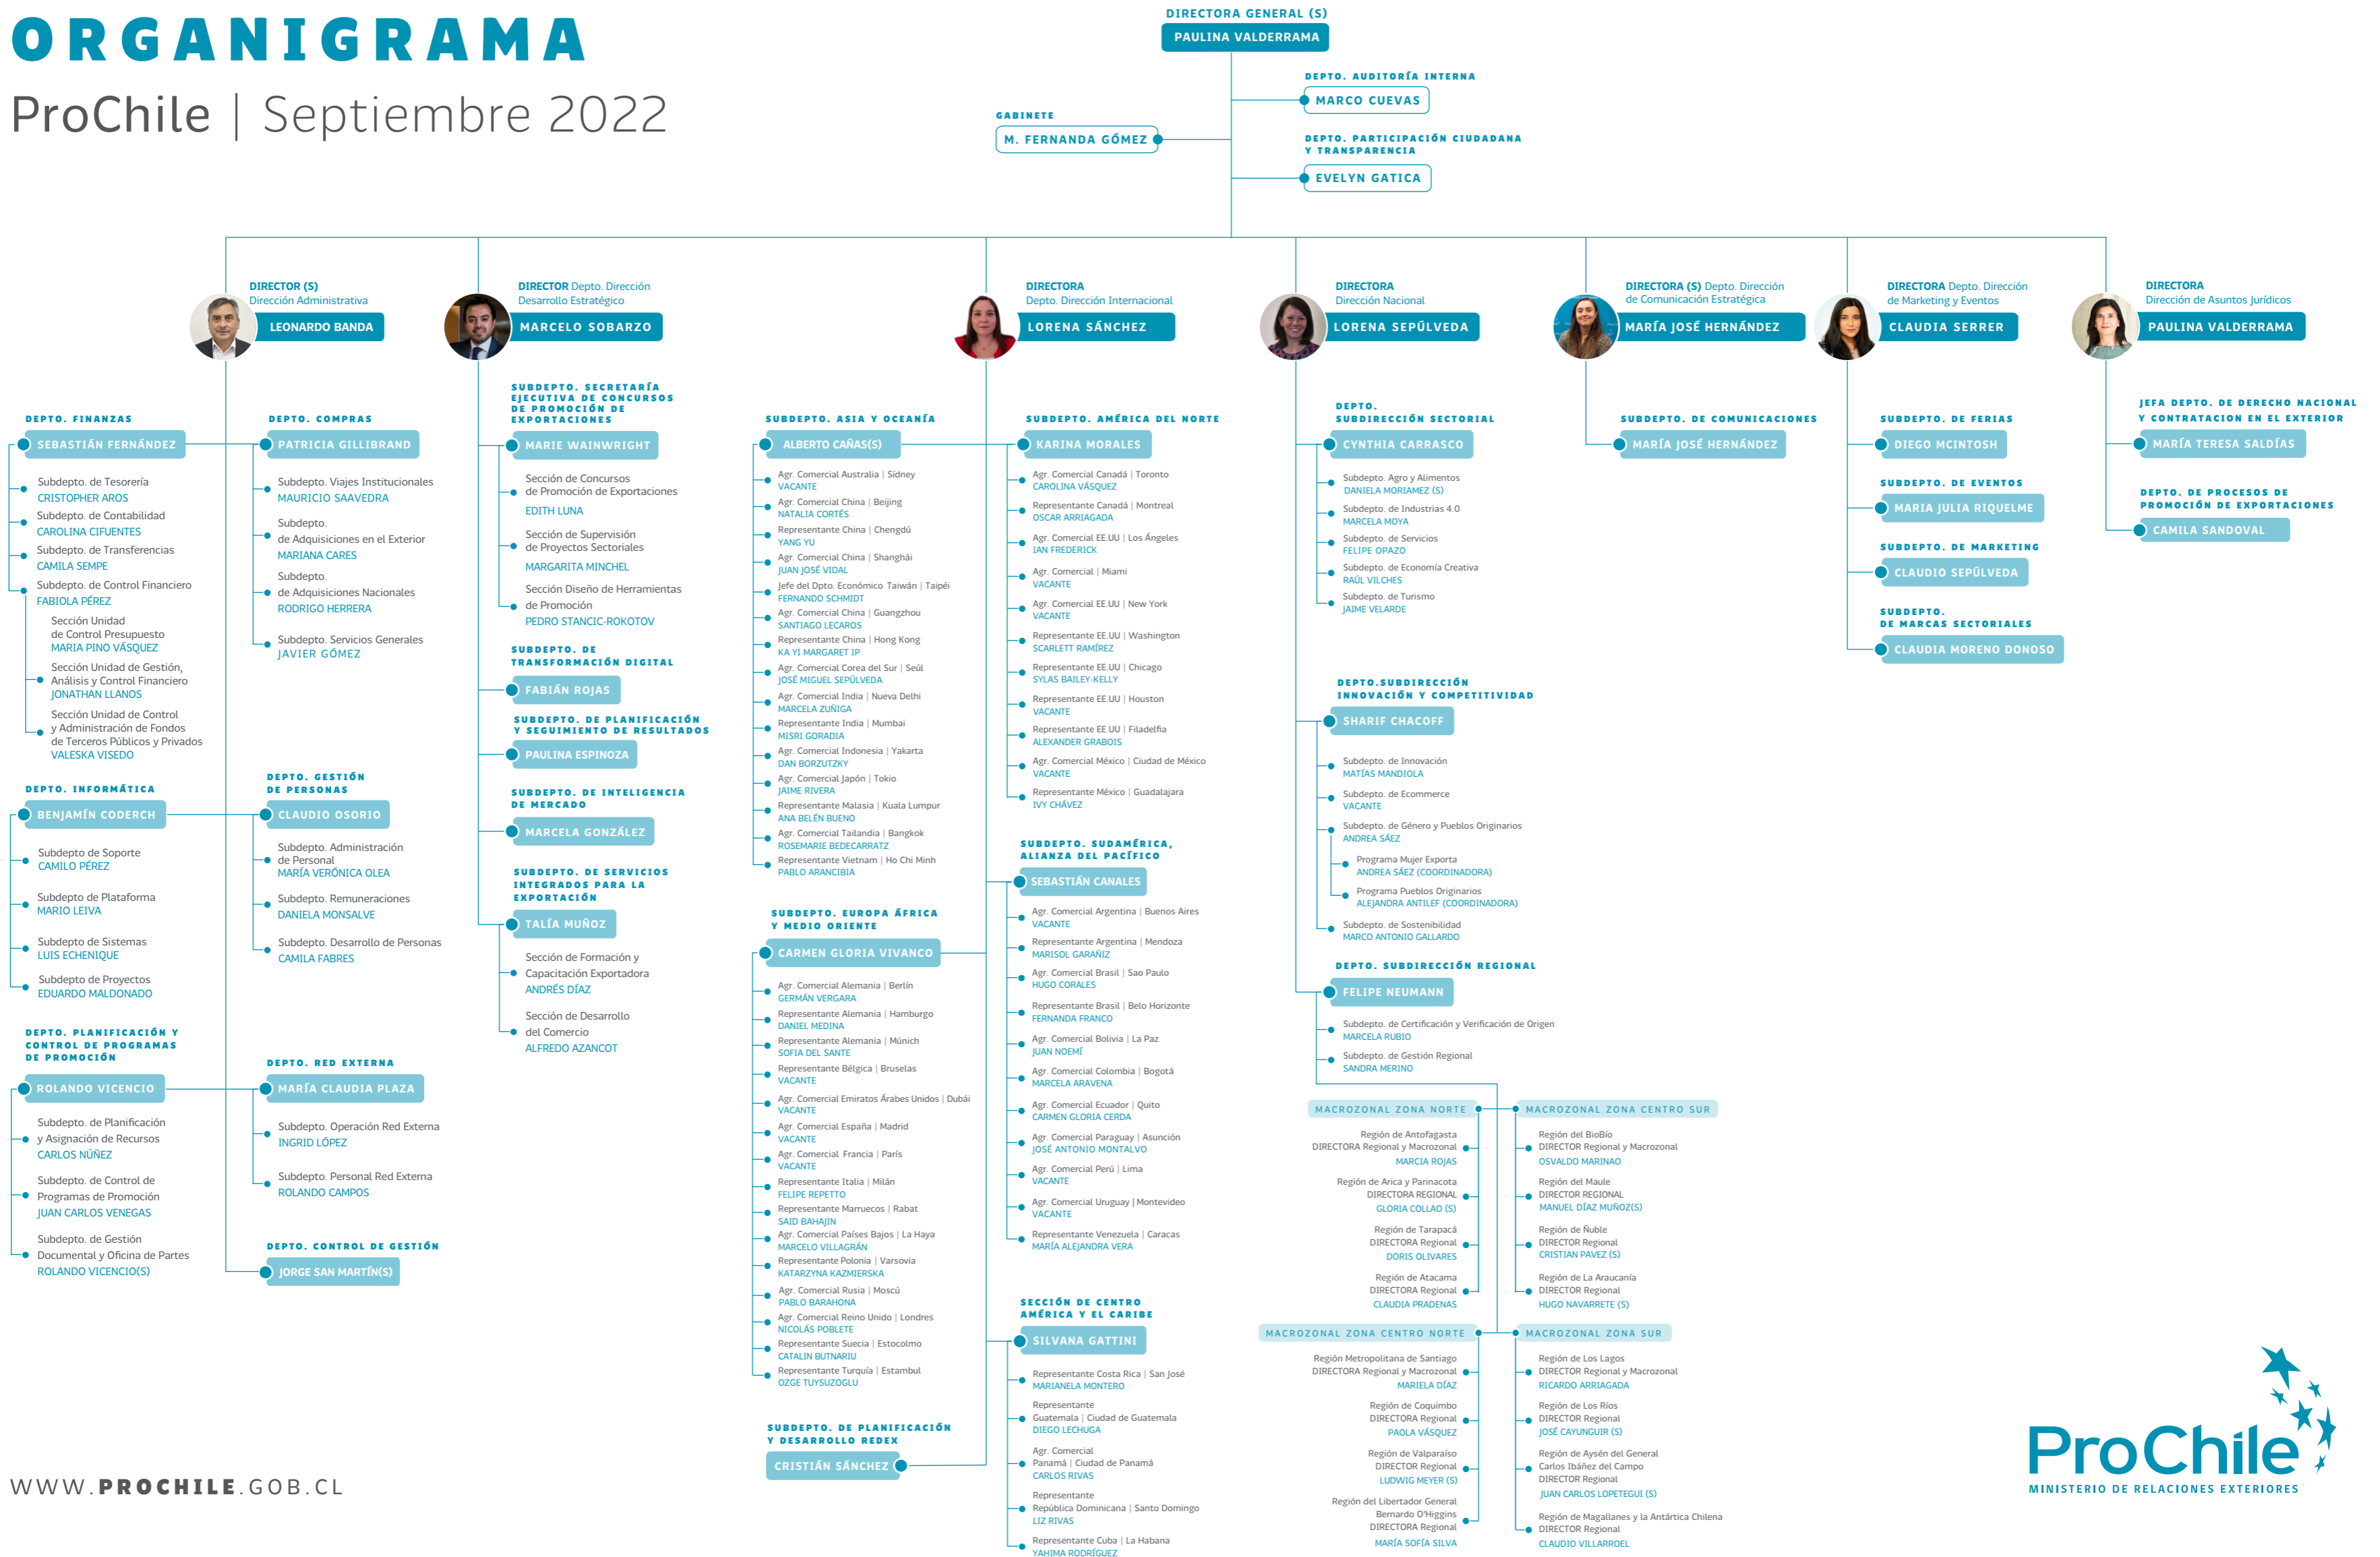 ORGANIGRAMA
ProChile | Septiembre 2022
DIRECTORA GENERAL (S)
PAULINA VALDERRAMA
DEPTO. AUDITORÍA INTERNA
MARCO CUEVAS
GABINETE
M. FERNANDA GÓMEZ
DEPTO. PARTICIPACIÓN CIUDADANA
Y TRANSPARENCIA
EVELYN GATICA
DIRECTOR (S)
Dirección Administrativa
LEONARDO BANDA
DEPTO. FINANZAS
SEBASTIÁN FERNÁNDEZ
Subdepto. de Tesorería
CRISTOPHER AROS
Subdepto. de Contabilidad
CAROLINA CIFUENTES
Subdepto. de Transferencias
CAMILA SEMPE
Subdepto. de Control Financiero
FABIOLA PÉREZ
Sección Unidad
de Control Presupuesto
MARIA PINO VÁSQUEZ
Sección Unidad de Gestión,
Análisis y Control Financiero
JONATHAN LLANOS
Sección Unidad de Control
y Administración de Fondos
de Terceros Públicos y Privados
VALESKA VISEDO
DEPTO. COMPRAS
PATRICIA GILLIBRAND
Subdepto. Viajes Institucionales
MAURICIO SAAVEDRA
Subdepto.
de Adquisiciones en el Exterior
MARIANA CARES
Subdepto.
de Adquisiciones Nacionales
RODRIGO HERRERA
Subdepto. Servicios Generales
JAVIER GÓMEZ
DEPTO. INFORMÁTICA
BENJAMÍN CODERCH
Subdepto de Soporte
CAMILO PÉREZ
Subdepto de Plataforma
MARIO LEIVA
Subdepto de Sistemas
LUIS ECHENIQUE
Subdepto de Proyectos
EDUARDO MALDONADO
DEPTO. GESTIÓN
DE PERSONAS
CLAUDIO OSORIO
Subdepto. Administración
de Personal
MARÍA VERÓNICA OLEA
Subdepto. Remuneraciones
DANIELA MONSALVE
Subdepto. Desarrollo de Personas
CAMILA FABRES
DEPTO. PLANIFICACIÓN Y
CONTROL DE PROGRAMAS
DE PROMOCIÓN
ROLANDO VICENCIO
Subdepto. de Planificación
y Asignación de Recursos
CARLOS NÚÑEZ
Subdepto. de Control de
Programas de Promoción
JUAN CARLOS VENEGAS
Subdepto. de Gestión
Documental y Oficina de Partes
ROLANDO VICENCIO(S)
DEPTO. RED EXTERNA
MARÍA CLAUDIA PLAZA
Subdepto. Operación Red Externa
INGRID LÓPEZ
Subdepto. Personal Red Externa
ROLANDO CAMPOS
DEPTO. CONTROL DE GESTIÓN
JORGE SAN MARTÍN(S)
DIRECTOR Depto. Dirección
Desarrollo Estratégico
MARCELO SOBARZO
SUBDEPTO. SECRETARÍA
EJECUTIVA DE CONCURSOS
DE PROMOCIÓN DE
EXPORTACIONES
MARIE WAINWRIGHT
Sección de Concursos
de Promoción de Exportaciones
EDITH LUNA
Sección de Supervisión
de Proyectos Sectoriales
MARGARITA MINCHEL
Sección Diseño de Herramientas
de Promoción
PEDRO STANCIC-ROKOTOV
SUBDEPTO. DE
TRANSFORMACIÓN DIGITAL
FABIÁN ROJAS
SUBDEPTO. DE PLANIFICACIÓN
Y SEGUIMIENTO DE RESULTADOS
PAULINA ESPINOZA
SUBDEPTO. DE INTELIGENCIA
DE MERCADO
MARCELA GONZÁLEZ
SUBDEPTO. DE SERVICIOS
INTEGRADOS PARA LA
EXPORTACIÓN
TALÍA MUÑOZ
Sección de Formación y
Capacitación Exportadora
ANDRÉS DÍAZ
Sección de Desarrollo
del Comercio
ALFREDO AZANCOT
DIRECTORA
Depto. Dirección Internacional
LORENA SÁNCHEZ
SUBDEPTO. ASIA Y OCEANÍA
ALBERTO CAÑAS(S)
Agr. Comercial Australia | Sídney
VACANTE
Agr. Comercial China | Beijing
NATALIA CORTÉS
Representante China | Chengdú
YANG YU
Agr. Comercial China | Shanghái
JUAN JOSÉ VIDAL
Jefe del Dpto. Económico Taiwán | Taipéi
FERNANDO SCHMIDT
Agr. Comercial China | Guangzhou
SANTIAGO LECAROS
Representante China | Hong Kong
KA YI MARGARET IP
Agr. Comercial Corea del Sur | Seúl
JOSÉ MIGUEL SEPÚLVEDA
Agr. Comercial India | Nueva Delhi
MARCELA ZUÑIGA
Representante India | Mumbai
MISRI GORADIA
Agr. Comercial Indonesia | Yakarta
DAN BORZUTZKY
Agr. Comercial Japón | Tokio
JAIME RIVERA
Representante Malasia | Kuala Lumpur
ANA BELÉN BUENO
Agr. Comercial Tailandia | Bangkok
ROSEMARIE BEDECARRATZ
Representante Vietnam | Ho Chi Minh
PABLO ARANCIBIA
SUBDEPTO. EUROPA ÁFRICA
Y MEDIO ORIENTE
CARMEN GLORIA VIVANCO
Agr. Comercial Alemania | Berlín
GERMÁN VERGARA
Representante Alemania | Hamburgo
DANIEL MEDINA
Representante Alemania | Múnich
SOFIA DEL SANTE
Representante Bélgica | Bruselas
VACANTE
Agr. Comercial Emiratos Árabes Unidos | Dubái
VACANTE
Agr. Comercial España | Madrid
VACANTE
Agr. Comercial Francia | París
VACANTE
Representante Italia | Milán
FELIPE REPETTO
Representante Marruecos | Rabat
SAID BAHAJIN
Agr. Comercial Países Bajos | La Haya
MARCELO VILLAGRÁN
Representante Polonia | Varsovia
KATARZYNA KAZMIERSKA
Agr. Comercial Rusia | Moscú
PABLO BARAHONA
Agr. Comercial Reino Unido | Londres
NICOLÁS POBLETE
Representante Suecia | Estocolmo
CATALIN BUTNARIU
Representante Turquía | Estambul
OZGE TUYSUZOGLU
SUBDEPTO. DE PLANIFICACIÓN
Y DESARROLLO REDEX
CRISTIÁN SÁNCHEZ
SUBDEPTO. AMÉRICA DEL NORTE
KARINA MORALES
Agr. Comercial Canadá | Toronto
CAROLINA VÁSQUEZ
Representante Canadá | Montreal
OSCAR ARRIAGADA
Agr. Comercial EE.UU | Los Ángeles
IAN FREDERICK
Agr. Comercial | Miami
VACANTE
Agr. Comercial EE.UU | New York
VACANTE
Representante EE.UU | Washington
SCARLETT RAMÍREZ
Representante EE.UU | Chicago
SYLAS BAILEY-KELLY
Representante EE.UU | Houston
VACANTE
Representante EE.UU | Filadelfia
ALEXANDER GRABOIS
Agr. Comercial México | Ciudad de México
VACANTE
Representante México | Guadalajara
IVY CHÁVEZ
SUBDEPTO. SUDAMÉRICA,
ALIANZA DEL PACÍFICO
SEBASTIÁN CANALES
Agr. Comercial Argentina | Buenos Aires
VACANTE
Representante Argentina | Mendoza
MARISOL GARAÑIZ
Agr. Comercial Brasil | Sao Paulo
HUGO CORALES
Representante Brasil | Belo Horizonte
FERNANDA FRANCO
Agr. Comercial Bolivia | La Paz
JUAN NOEMÍ
Agr. Comercial Colombia | Bogotá
MARCELA ARAVENA
Agr. Comercial Ecuador | Quito
CARMEN GLORIA CERDA
Agr. Comercial Paraguay | Asunción
JOSÉ ANTONIO MONTALVO
Agr. Comercial Perú | Lima
VACANTE
Agr. Comercial Uruguay | Montevideo
VACANTE
Representante Venezuela | Caracas
MARÍA ALEJANDRA VERA
SECCIÓN DE CENTRO
AMÉRICA Y EL CARIBE
SILVANA GATTINI
Representante Costa Rica | San José
MARIANELA MONTERO
Representante
Guatemala | Ciudad de Guatemala
DIEGO LECHUGA
Agr. Comercial
Panamá | Ciudad de Panamá
CARLOS RIVAS
Representante
República Dominicana | Santo Domingo
LIZ RIVAS
Representante Cuba | La Habana
YAHIMA RODRÍGUEZ
DIRECTORA
Dirección Nacional
LORENA SEPÚLVEDA
DEPTO.
SUBDIRECCIÓN SECTORIAL
CYNTHIA CARRASCO
Subdepto. Agro y Alimentos
DANIELA MORIAMEZ (S)
Subdepto. de Industrias 4.0
MARCELA MOYA
Subdepto. de Servicios
FELIPE OPAZO
Subdepto. de Economía Creativa
RAÚL VILCHES
Subdepto. de Turismo
JAIME VELARDE
DEPTO.SUBDIRECCIÓN
INNOVACIÓN Y COMPETITIVIDAD
SHARIF CHACOFF
Subdepto. de Innovación
MATÍAS MANDIOLA
Subdepto. de Ecommerce
VACANTE
Subdepto. de Género y Pueblos Originarios
ANDREA SÁEZ
Programa Mujer Exporta
ANDREA SÁEZ (COORDINADORA)
Programa Pueblos Originarios
ALEJANDRA ANTILEF (COORDINADORA)
Subdepto. de Sostenibilidad
MARCO ANTONIO GALLARDO
DEPTO. SUBDIRECCIÓN REGIONAL
FELIPE NEUMANN
Subdepto. de Certificación y Verificación de Origen
MARCELA RUBIO
Subdepto. de Gestión Regional
SANDRA MERINO
MACROZONAL ZONA NORTE
Región de Antofagasta
DIRECTORA Regional y Macrozonal
MARCIA ROJAS
Región de Arica y Parinacota
DIRECTORA REGIONAL
GLORIA COLLAO (S)
Región de Tarapacá
DIRECTORA Regional
DORIS OLIVARES
Región de Atacama
DIRECTORA Regional
CLAUDIA PRADENAS
MACROZONAL ZONA CENTRO SUR
Región del BioBío
DIRECTOR Regional y Macrozonal
OSVALDO MARINAO
Región del Maule
DIRECTOR REGIONAL
MANUEL DÍAZ MUÑOZ(S)
Región de Ñuble
DIRECTOR Regional
CRISTIAN PAVEZ (S)
Región de La Araucanía
DIRECTOR Regional
HUGO NAVARRETE (S)
MACROZONAL ZONA CENTRO NORTE
Región Metropolitana de Santiago
DIRECTORA Regional y Macrozonal
MARIELA DÍAZ
Región de Coquimbo
DIRECTORA Regional
PAOLA VÁSQUEZ
Región de Valparaíso
DIRECTOR Regional
LUDWIG MEYER (S)
Región del Libertador General
Bernardo O'Higgins
DIRECTORA Regional
MARÍA SOFÍA SILVA
MACROZONAL ZONA SUR
Región de Los Lagos
DIRECTOR Regional y Macrozonal
RICARDO ARRIAGADA
Región de Los Ríos
DIRECTOR Regional
JOSÉ CAYUNGUIR (S)
Región de Aysén del General
Carlos Ibáñez del Campo
DIRECTOR Regional
JUAN CARLOS LOPETEGUI (S)
Región de Magallanes y la Antártica Chilena
DIRECTOR Regional
CLAUDIO VILLARROEL
DIRECTORA (S) Depto. Dirección
de Comunicación Estratégica
MARÍA JOSÉ HERNÁNDEZ
SUBDEPTO. DE COMUNICACIONES
MARÍA JOSÉ HERNÁNDEZ
DIRECTORA Depto. Dirección
de Marketing y Eventos
CLAUDIA SERRER
SUBDEPTO. DE FERIAS
DIEGO MCINTOSH
SUBDEPTO. DE EVENTOS
MARIA JULIA RIQUELME
SUBDEPTO. DE MARKETING
CLAUDIO SEPÚLVEDA
SUBDEPTO.
DE MARCAS SECTORIALES
CLAUDIA MORENO DONOSO
DIRECTORA
Dirección de Asuntos Jurídicos
PAULINA VALDERRAMA
JEFA DEPTO. DE DERECHO NACIONAL
Y CONTRATACION EN EL EXTERIOR
MARÍA TERESA SALDÍAS
DEPTO. DE PROCESOS DE
PROMOCIÓN DE EXPORTACIONES
CAMILA SANDOVAL
WWW.PROCHILE.GOB.CL
ProChile
MINISTERIO DE RELACIONES EXTERIORES